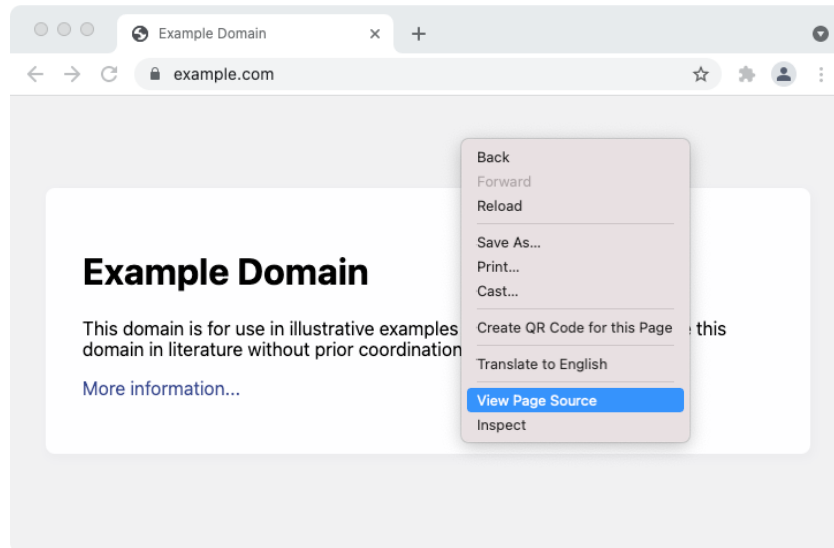 Example Domain
example.com
Back
Forward
Reload
Save As...
Print...
Cast...
Create QR Code for this Page
Translate to English
View Page Source
Inspect
Example Domain
This domain is for use in illustrative examples
this
domain in literature without prior coordination
More information...